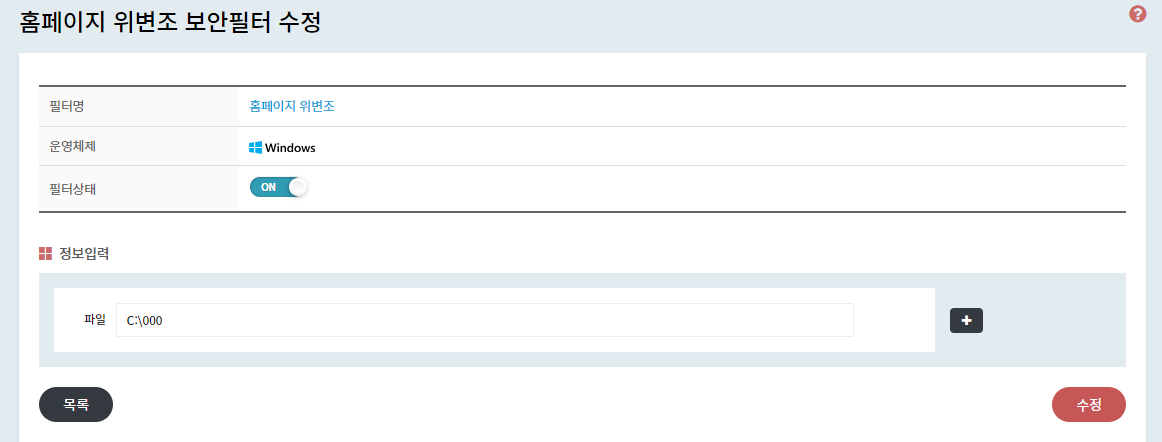 홈페이지 위변조 보안필터 수정
?
필터명 홈페이지 위변조
운영체제 Windows
필터상태 ON
정보입력
파일 C:\000
목록 수정